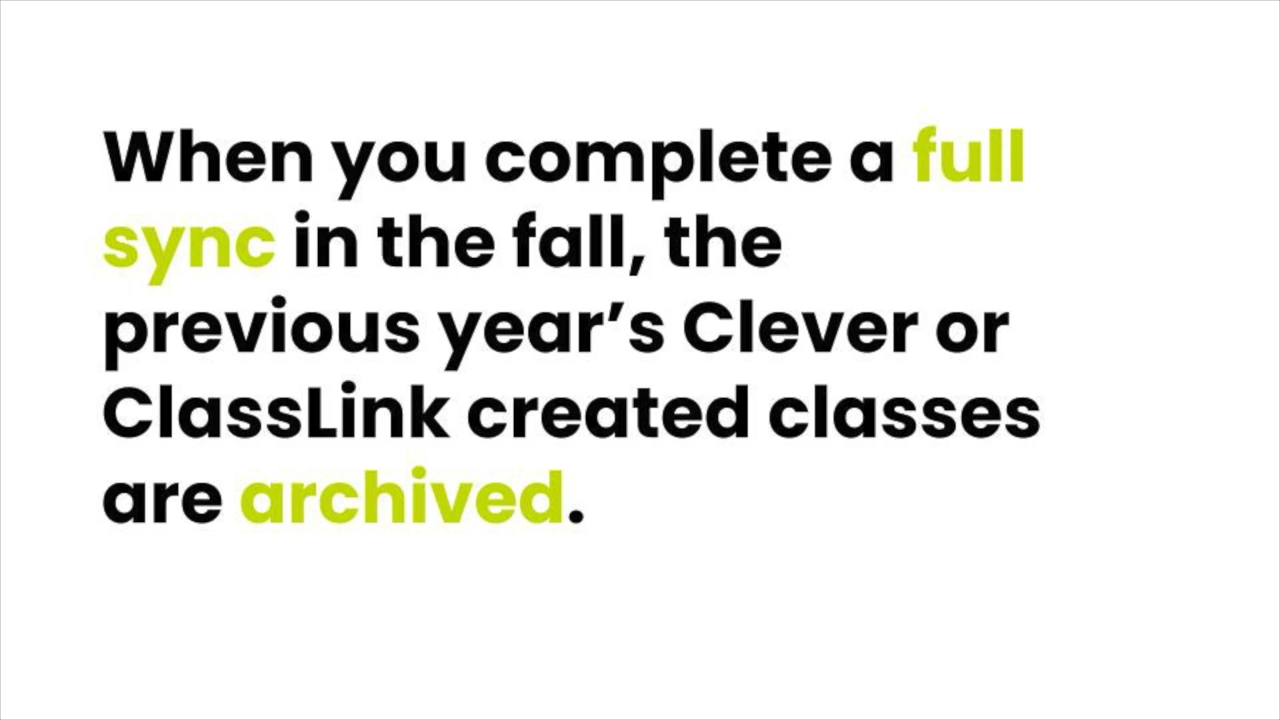 When you complete a full
sync in the fall, the
previous year’s Clever or
ClassLink created classes
are archived.